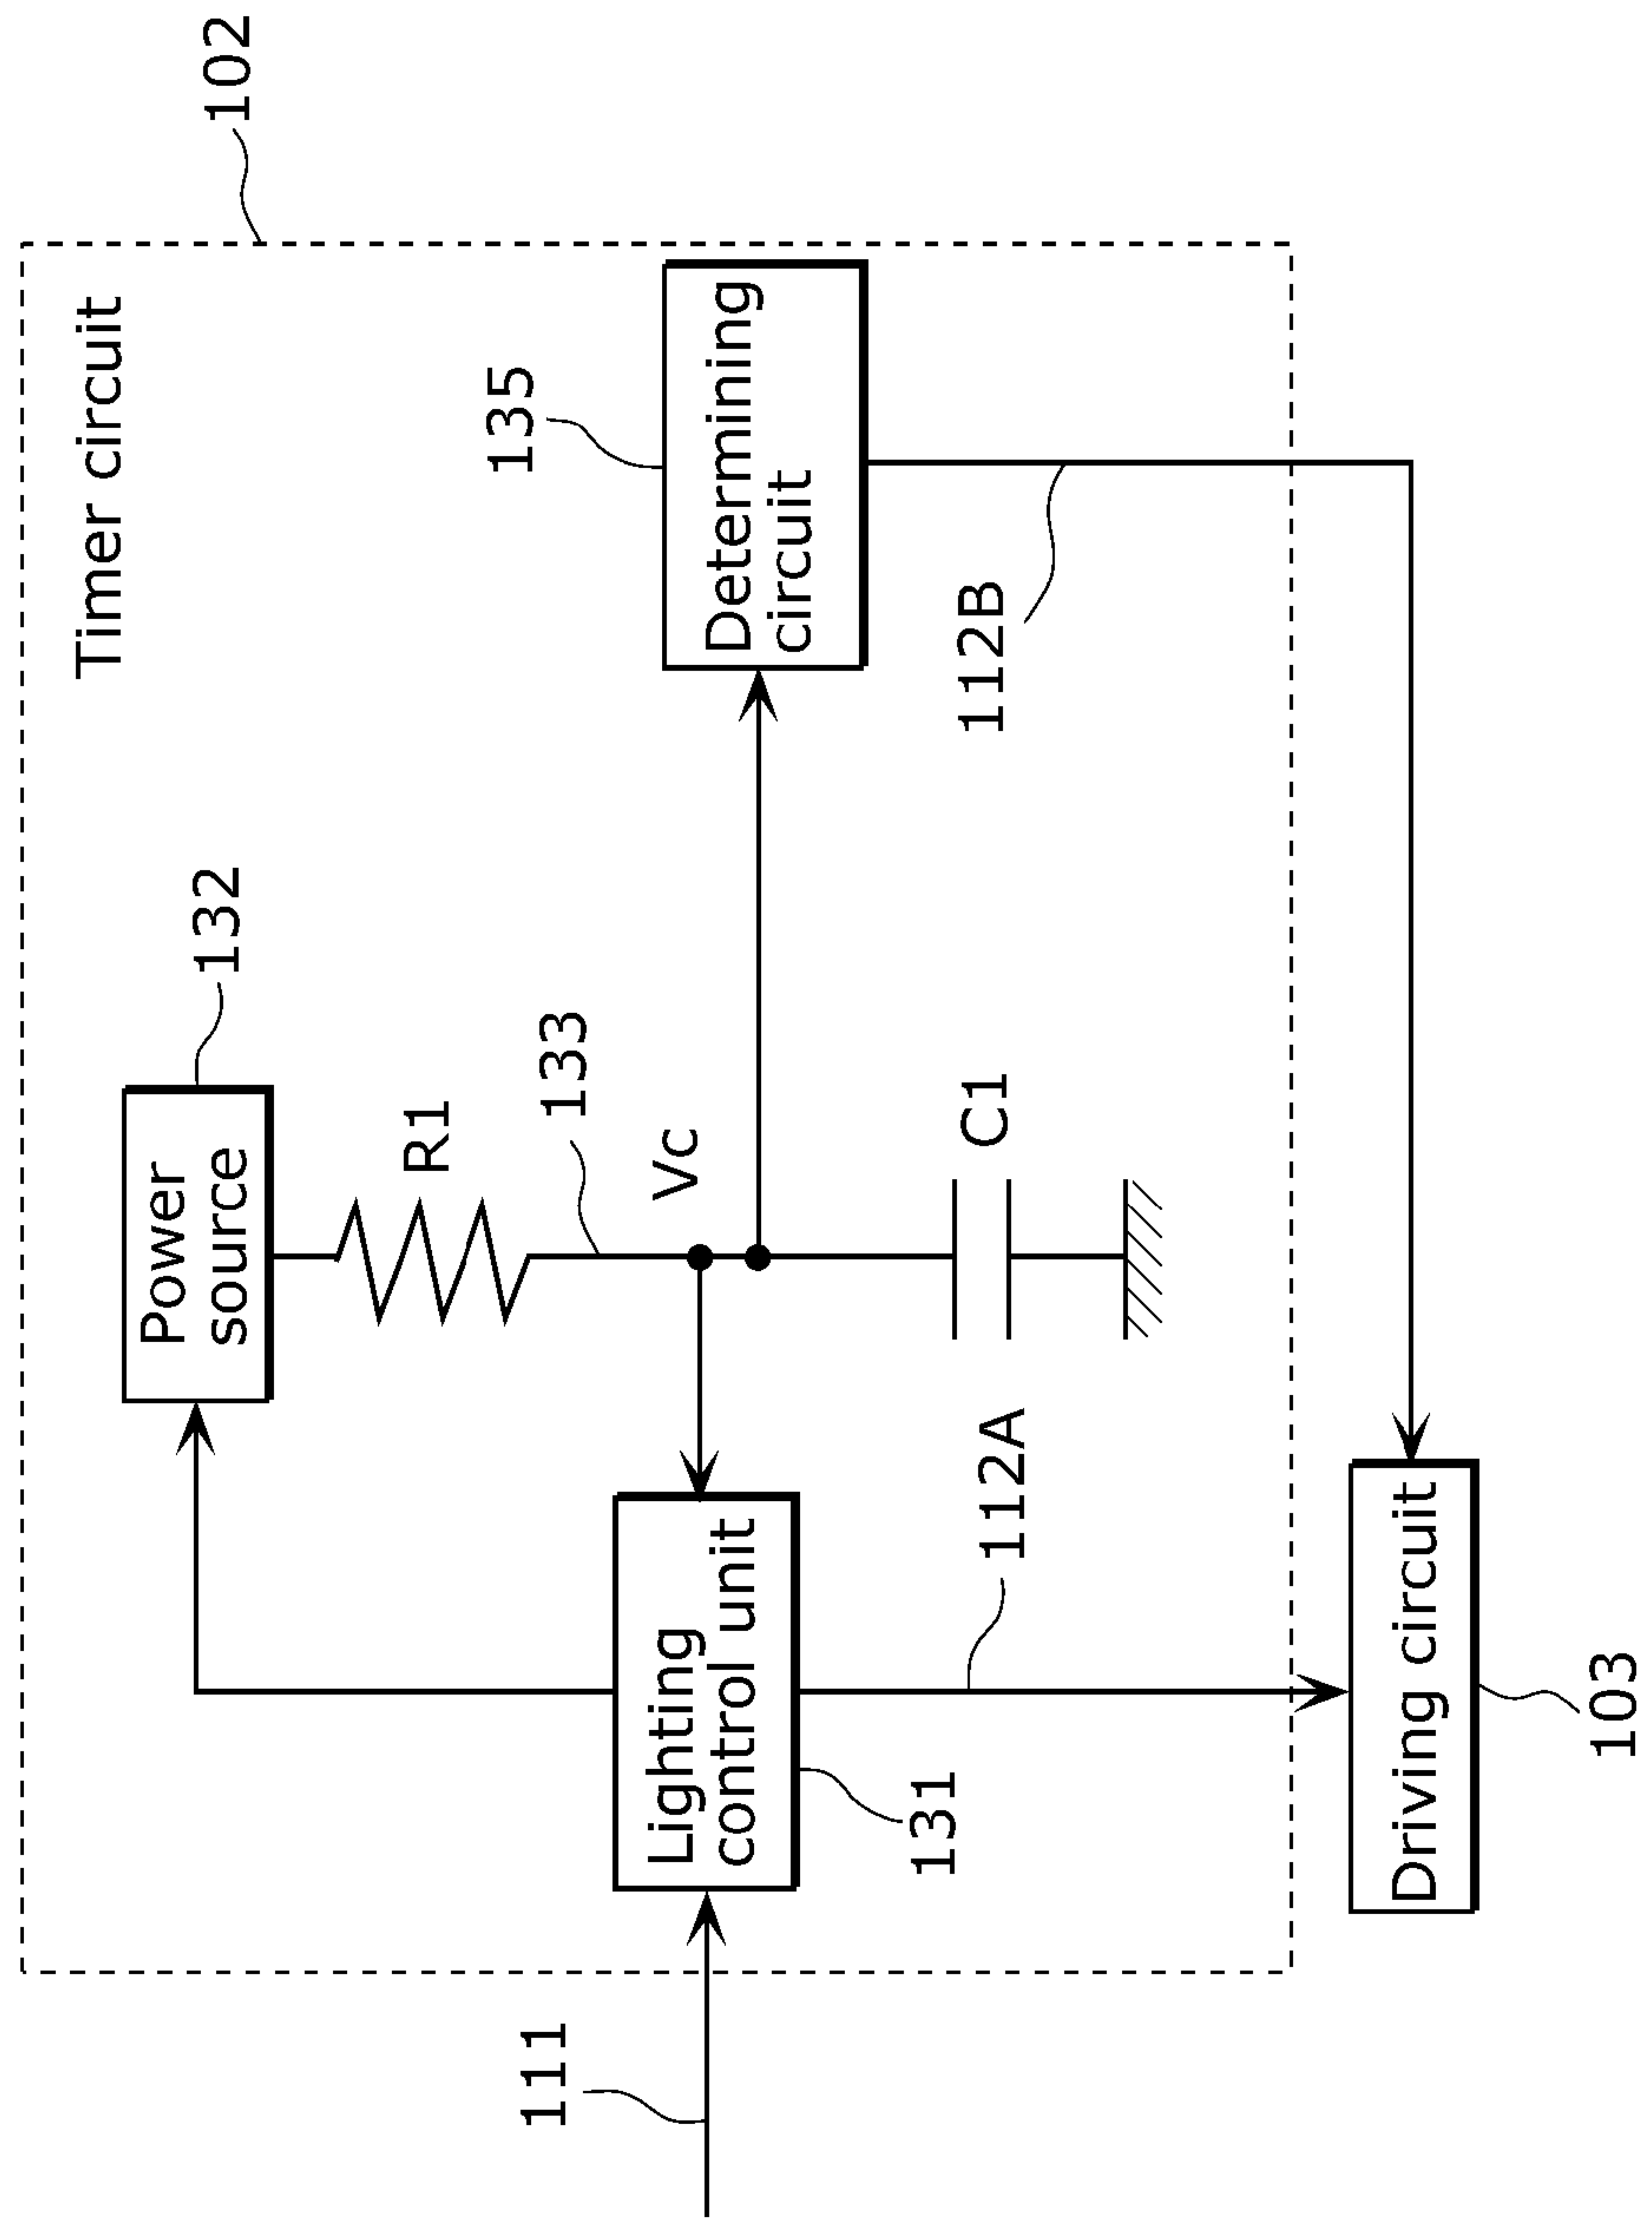 102
Timer circuit
132
Power
source
R1
133
135
Vc
Determining
circuit
111
Lighting
control unit
131
112A
C1
112B
Driving circuit
103